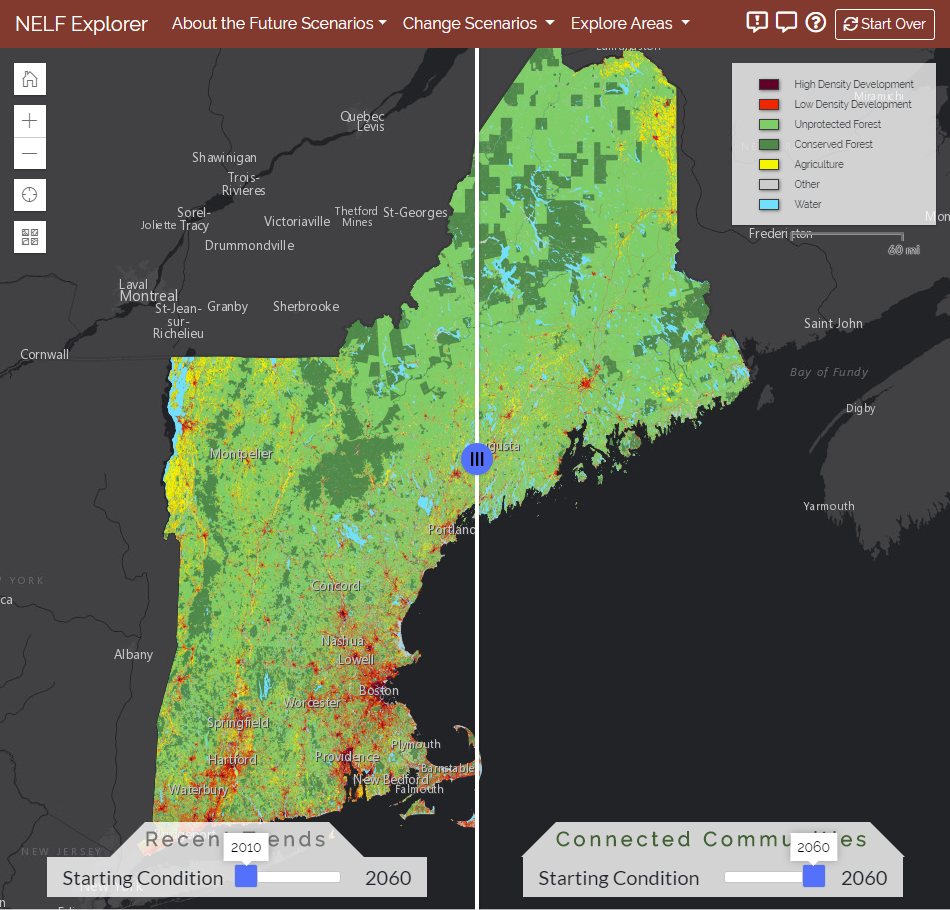 NELF Explorer
About the Future Scenarios
Change Scenarios
Explore Areas
Start Over
High Density Development
Low Density Development
Unprotected Forest
Conserved Forest
Agriculture
Other
Water
60 mi
Quebec
Levis
Shawinigan
Trois-
Rivieres
Sorel-
Tracy
Joliette
Victoriaville
Thetford
Mines
St-Georges
Drummondville
Laval
Montreal
St-Jean-
sur-
Richelieu
Granby
Sherbrooke
Cornwall
Saint John
Bay of Fundy
Digby
Yarmouth
Montpelier
Portland
Concord
Nashua
Lowell
Albany
Boston
Worcester
Springfield
Hartford
Providence
Plymouth
Barnstable
New Bedford
Falmouth
Waterbury
NEW JERSEY
Recent Trends
2010
Starting Condition
2060
Connected Communities
2060
Starting Condition
2060